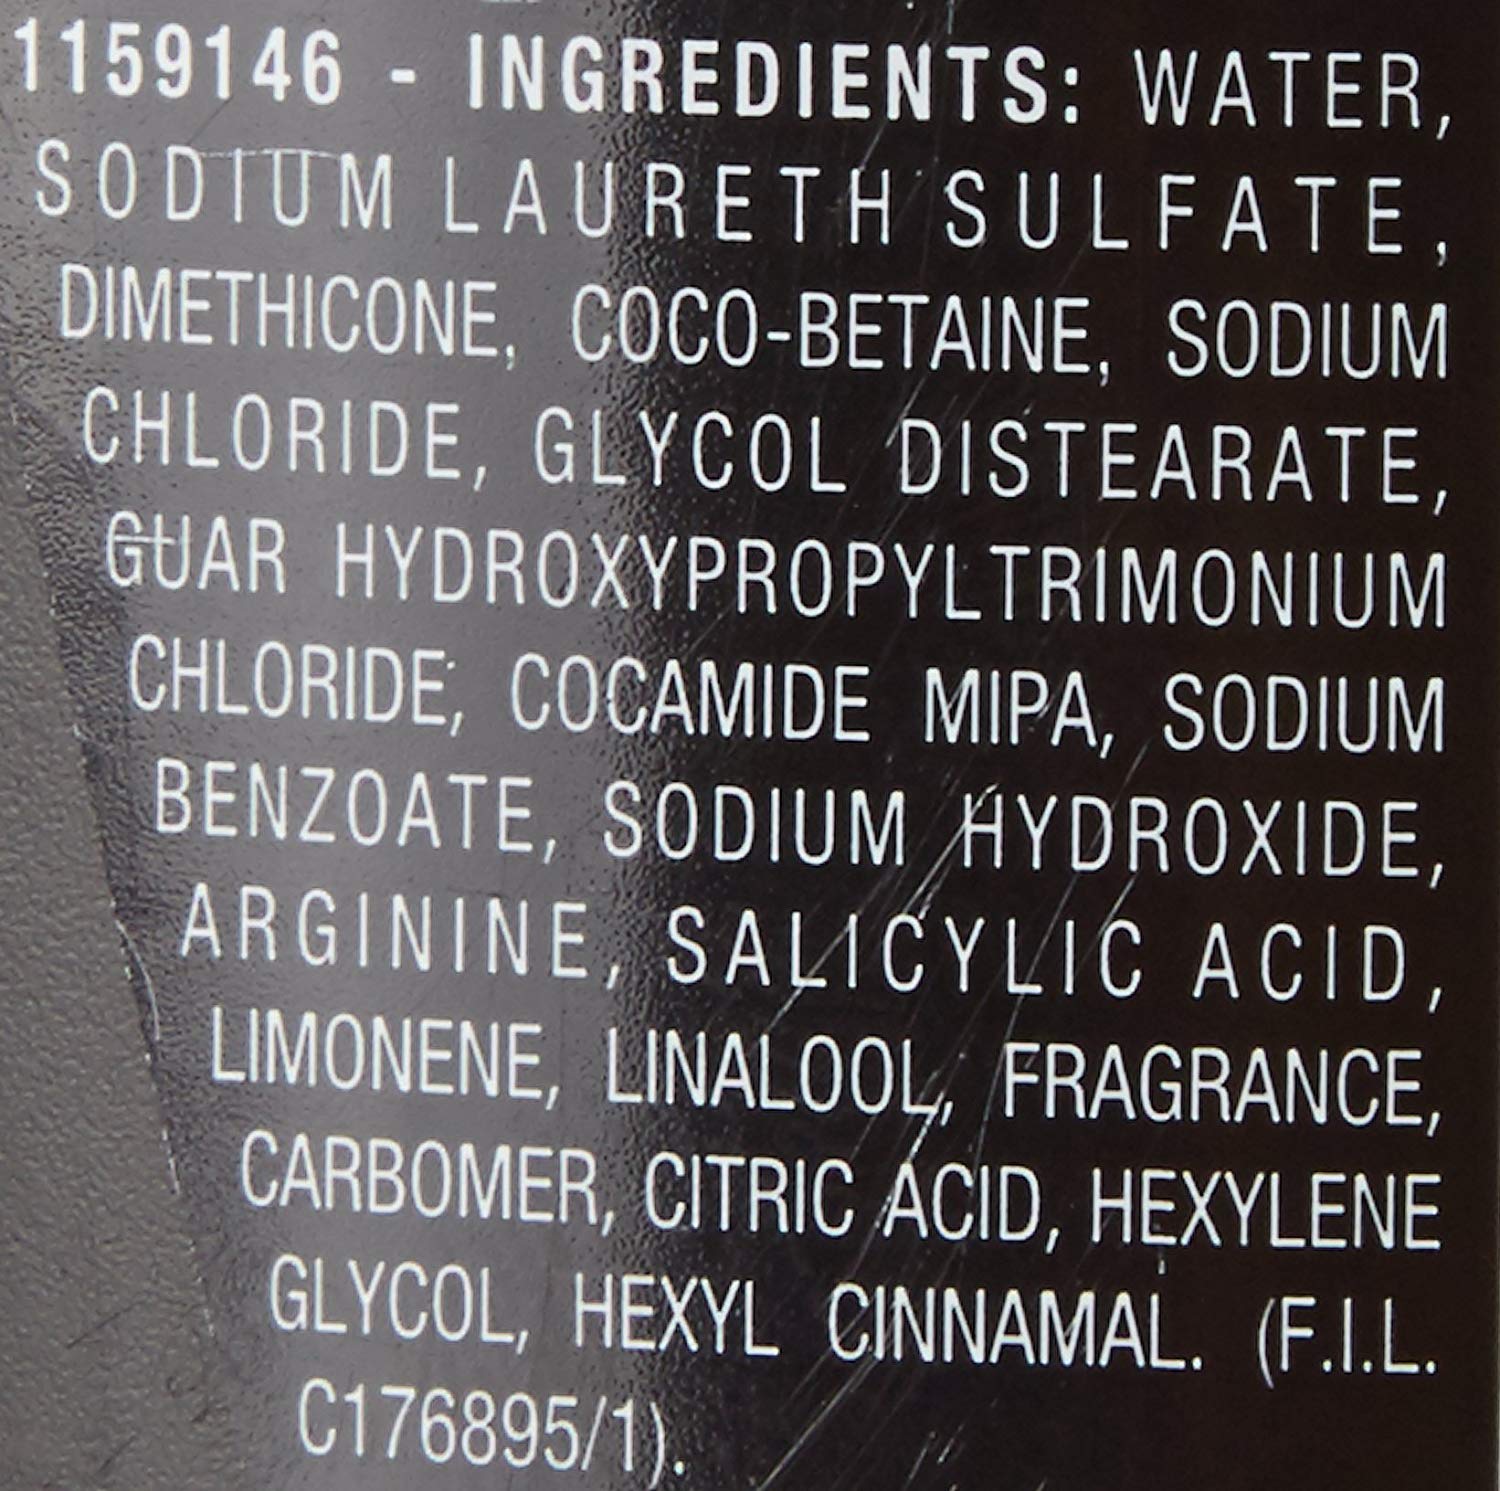 1159146 - INGREDIENTS: WATER,
SODIUM LAURETH SULFATE,
DIMETHICONE, COCO-BETAINE, SODIUM
CHLORIDE, GLYCOL DISTEARATE,
GUAR HYDROXYPROPYLTRIMONIUM
CHLORIDE, COCAMIDE MIPA, SODIUM
BENZOATE, SODIUM HYDROXIDE,
ARGININE, SALICYLIC ACID,
LIMONENE, LINALOOL, FRAGRANCE,
CARBOMER, CITRIC ACID, HEXYLENE
GLYCOL, HEXYL CINNAMAL. (F.I.L.
C176895/1).